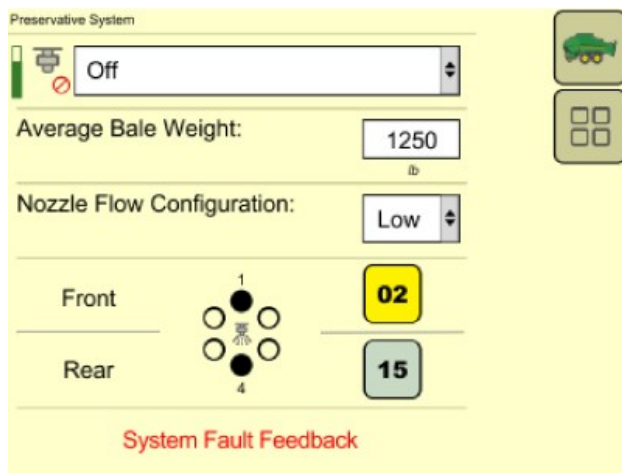 Preservative System
Off
Average Bale Weight:
1250
lb
Nozzle Flow Configuration:
Low
1
Front
02
Rear
15
4
System Fault Feedback